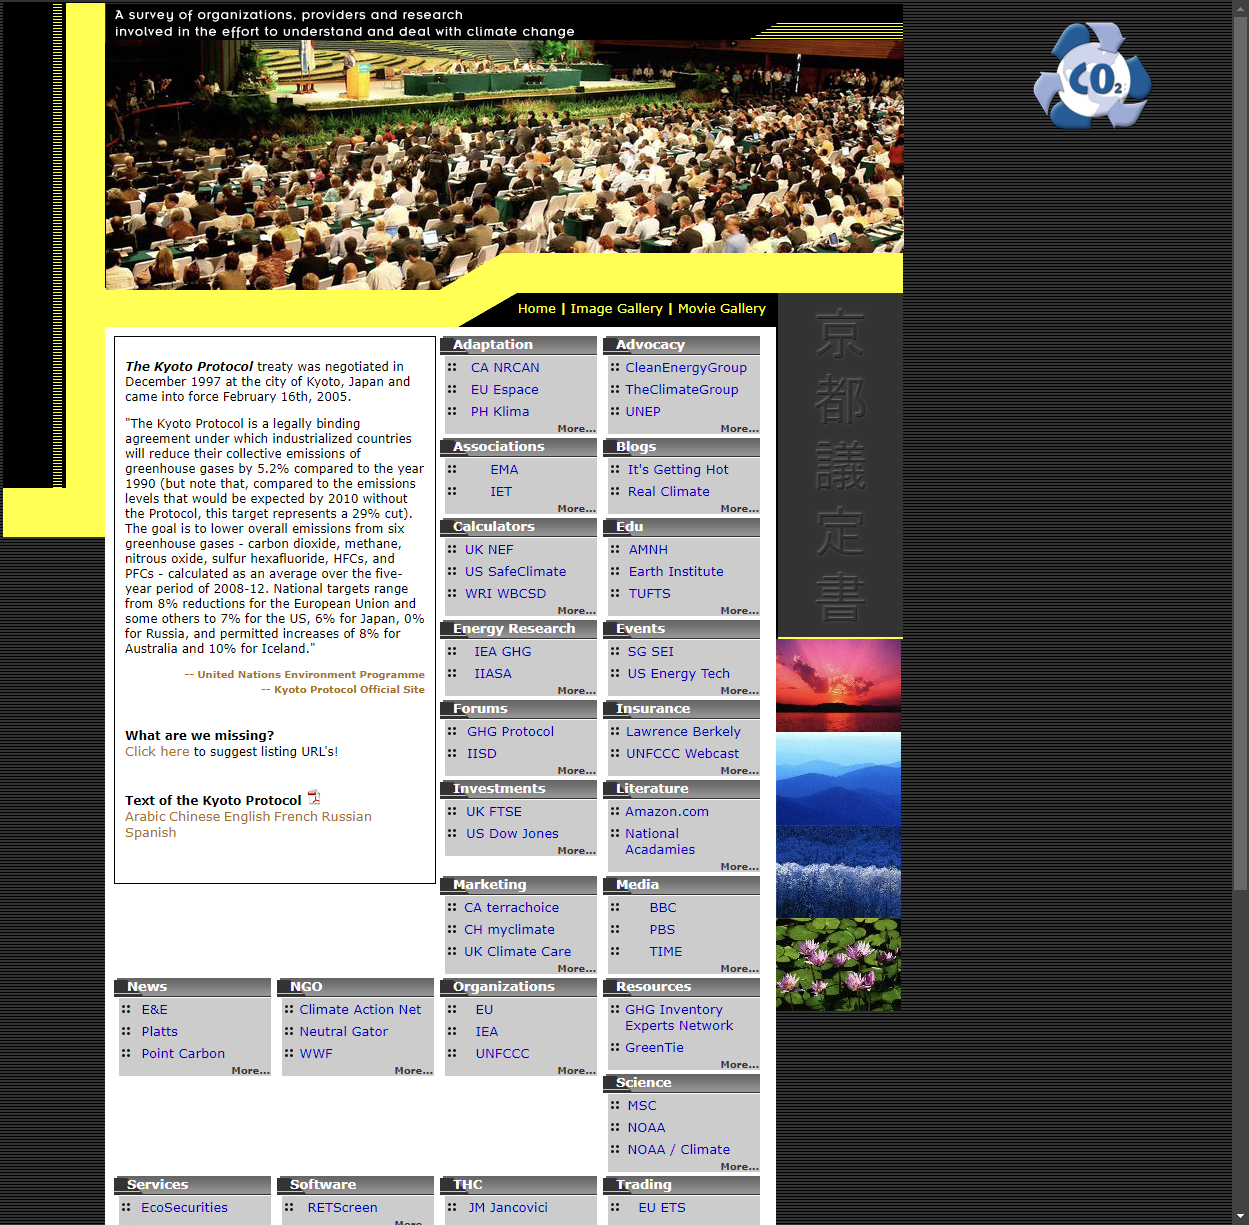 A survey of organizations, providers and research
involved in the effort to understand and deal with climate change
CO2
Home | Image Gallery | Movie Gallery
京
都
議
定
書
The Kyoto Protocol treaty was negotiated in
December 1997 at the city of Kyoto, Japan and
came into force February 16th, 2005.
"The Kyoto Protocol is a legally binding
agreement under which industrialized countries
will reduce their collective emissions of
greenhouse gases by 5.2% compared to the year
1990 (but note that, compared to the emissions
levels that would be expected by 2010 without
the Protocol, this target represents a 29% cut).
The goal is to lower overall emissions from six
greenhouse gases - carbon dioxide, methane,
nitrous oxide, sulfur hexafluoride, HFCs, and
PFCs - calculated as an average over the five-
year period of 2008-12. National targets range
from 8% reductions for the European Union and
some others to 7% for the US, 6% for Japan, 0%
for Russia, and permitted increases of 8% for
Australia and 10% for Iceland."
-- United Nations Environment Programme
-- Kyoto Protocol Official Site
What are we missing?
Click here to suggest listing URL's!
Text of the Kyoto Protocol
Arabic Chinese English French Russian
Spanish
Adaptation
CA NRCAN
EU Espace
PH Klima
More...
Advocacy
CleanEnergyGroup
TheClimateGroup
UNEP
More...
Associations
EMA
IET
More...
Blogs
It's Getting Hot
Real Climate
More...
Calculators
UK NEF
US SafeClimate
WRI WBCSD
More...
Edu
AMNH
Earth Institute
TUFTS
More...
Energy Research
IEA GHG
IIASA
More...
Events
SG SEI
US Energy Tech
More...
Forums
GHG Protocol
IISD
More...
Insurance
Lawrence Berkely
UNFCCC Webcast
More...
Investments
UK FTSE
US Dow Jones
More...
Literature
Amazon.com
National
Acadamies
More...
Marketing
CA terrachoice
CH myclimate
UK Climate Care
More...
Media
BBC
PBS
TIME
More...
News
E&E
Platts
Point Carbon
More...
NGO
Climate Action Net
Neutral Gator
WWF
More...
Organizations
EU
IEA
UNFCCC
More...
Resources
GHG Inventory
Experts Network
GreenTie
More...
Science
MSC
NOAA
NOAA / Climate
More...
Services
EcoSecurities
Software
RETScreen
More...
THC
JM Jancovici
Trading
EU ETS